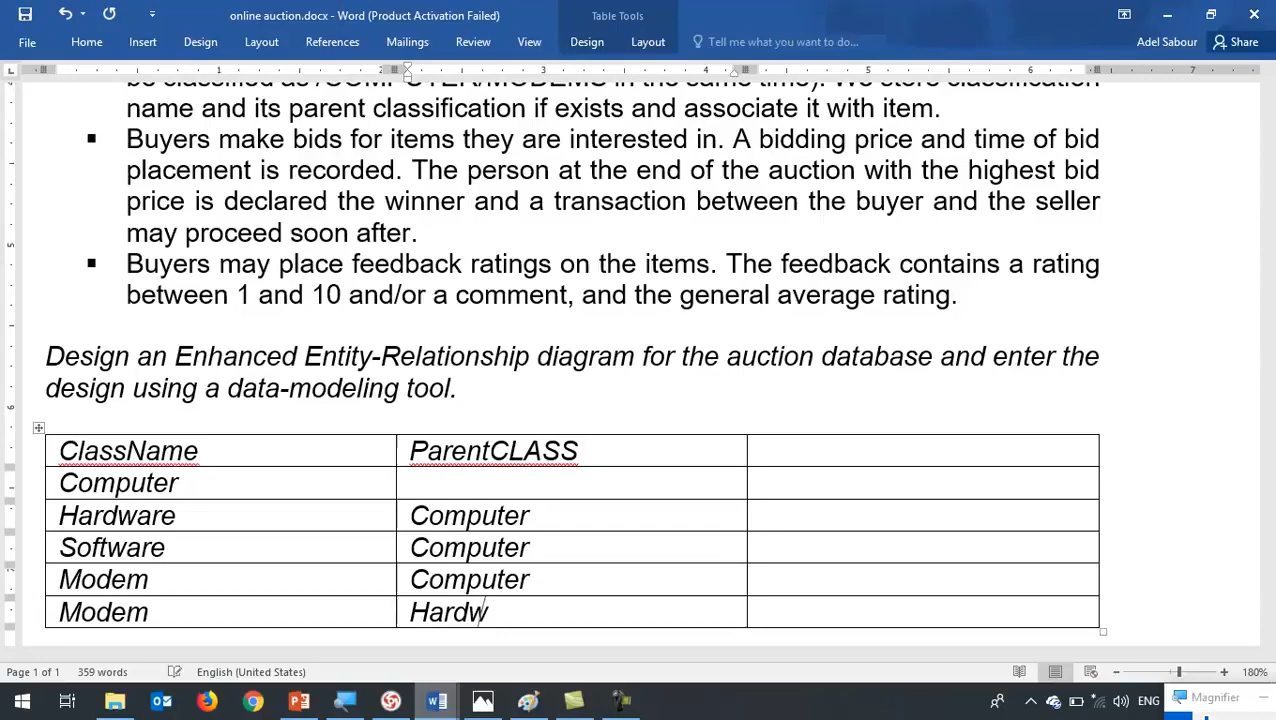 online auction.docx - Word (Product Activation Failed)
Table Tools
File Home Insert Design Layout References Mailings Review View Design Layout Tell me what you want to do... Adel Sabour Share
1 2 3 4 5 6 7
name and its parent classification if exists and associate it with item.
▪ Buyers make bids for items they are interested in. A bidding price and time of bid
placement is recorded. The person at the end of the auction with the highest bid
price is declared the winner and a transaction between the buyer and the seller
may proceed soon after.
▪ Buyers may place feedback ratings on the items. The feedback contains a rating
between 1 and 10 and/or a comment, and the general average rating.
Design an Enhanced Entity-Relationship diagram for the auction database and enter the
design using a data-modeling tool.
ClassName ParentCLASS
Computer
Hardware Computer
Software Computer
Modem Computer
Modem Hardw
Page 1 of 1 359 words English (United States) 180%
ENG Magnifier